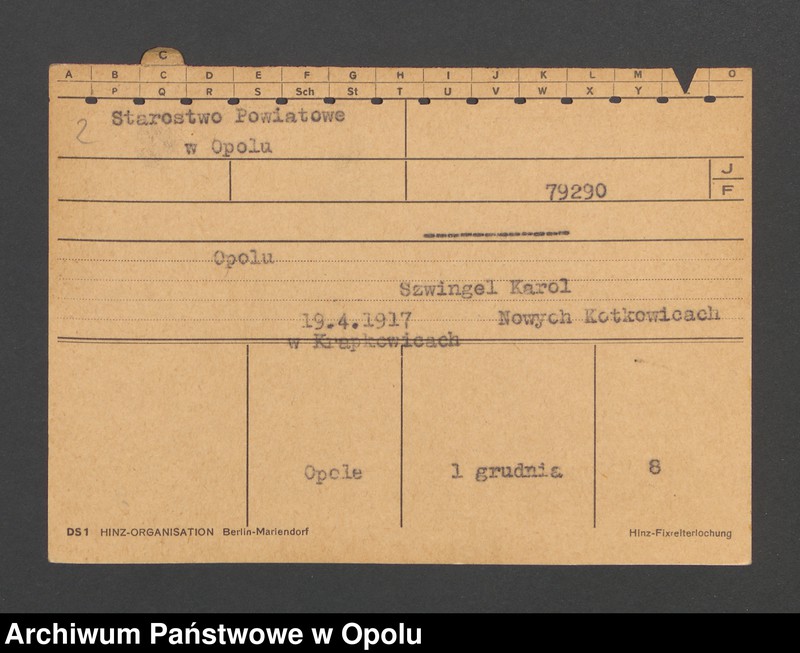 C
A B C D E F G H I J K L M O
P Q R S Sch St T U V W X Y
2 Starostwo Powiatowe
w Opolu
J
79290 F
Opolu
Szwingel Karol
19.4.1917 Nowych Kotkowicach
w Krapkowicach
Opole 1 grudnia 8
DS1 HINZ-ORGANISATION Berlin-Mariendorf Hinz-Fixleiterlochung
Archiwum Państwowe w Opolu